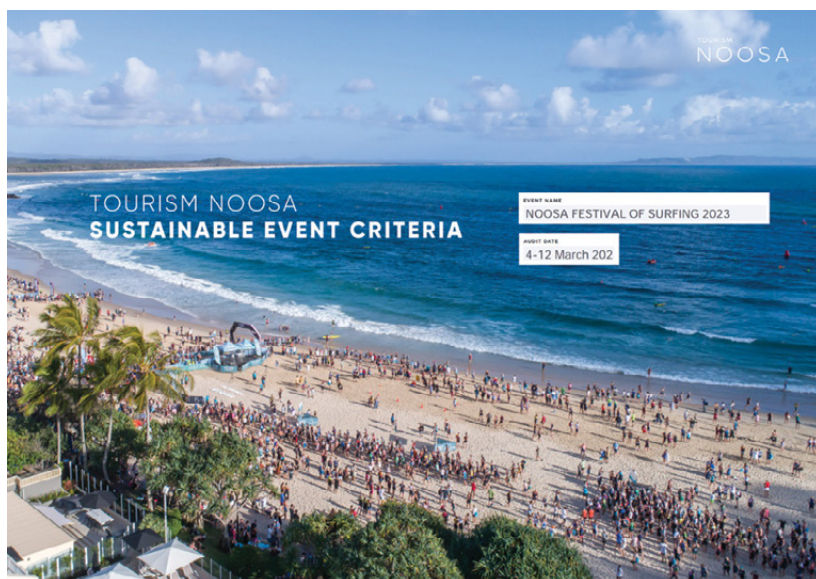 TOURISM
NOOSA
TOURISM NOOSA
SUSTAINABLE EVENT CRITERIA
EVENT NAME
NOOSA FESTIVAL OF SURFING 2023
AUDIT DATE
4-12 March 202